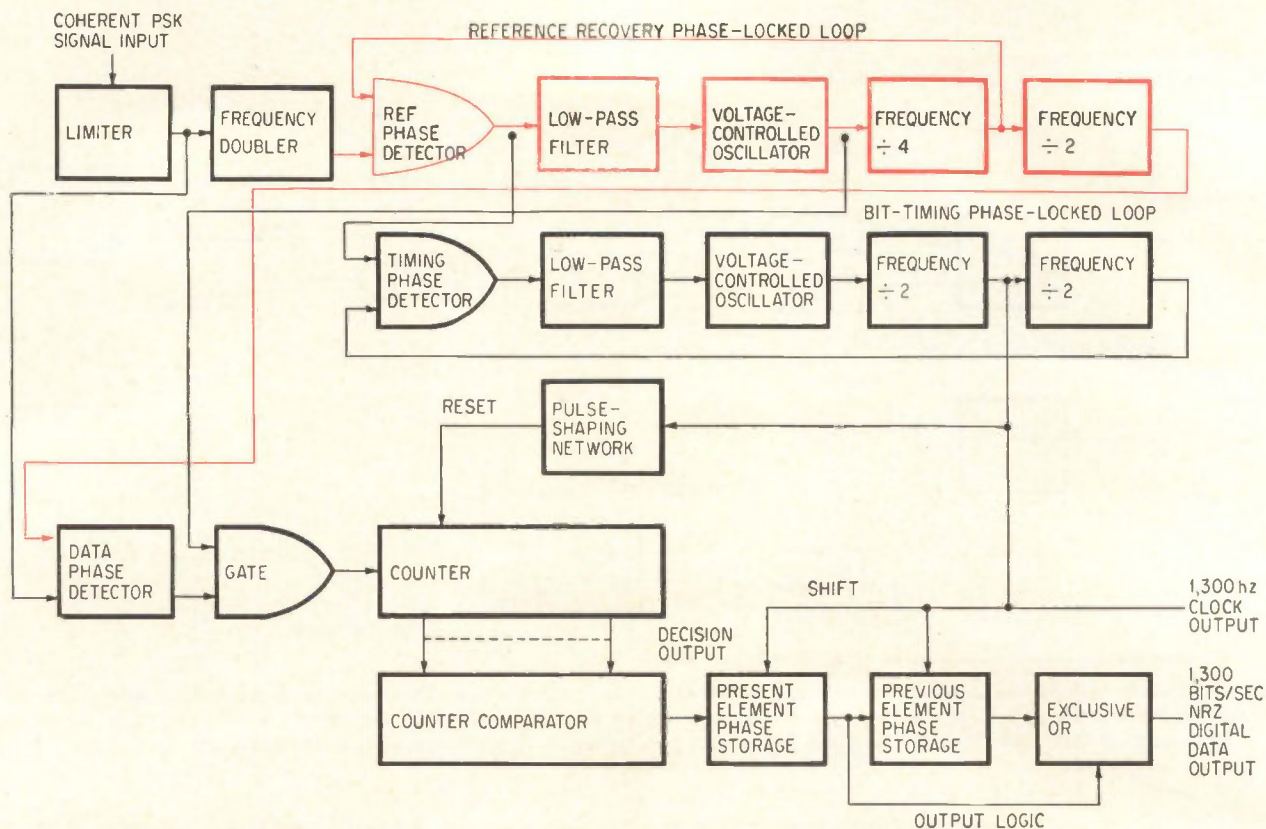 COHERENT PSK
SIGNAL INPUT
REFERENCE RECOVERY PHASE-LOCKED LOOP
LIMITER
FREQUENCY
DOUBLER
REF
PHASE
DETECTOR
LOW-PASS
FILTER
VOLTAGE-
CONTROLLED
OSCILLATOR
FREQUENCY
÷ 4
FREQUENCY
÷ 2
BIT-TIMING PHASE-LOCKED LOOP
TIMING
PHASE
DETECTOR
LOW-PASS
FILTER
VOLTAGE-
CONTROLLED
OSCILLATOR
FREQUENCY
÷ 2
FREQUENCY
÷ 2
RESET
PULSE-
SHAPING
NETWORK
DATA
PHASE
DETECTOR
GATE
COUNTER
SHIFT
1,300 hz
CLOCK
OUTPUT
DECISION
OUTPUT
COUNTER COMPARATOR
PRESENT
ELEMENT
PHASE
STORAGE
PREVIOUS
ELEMENT
PHASE
STORAGE
EXCLUSIVE
OR
1,300
BITS/SEC
NRZ
DIGITAL
DATA
OUTPUT
OUTPUT LOGIC